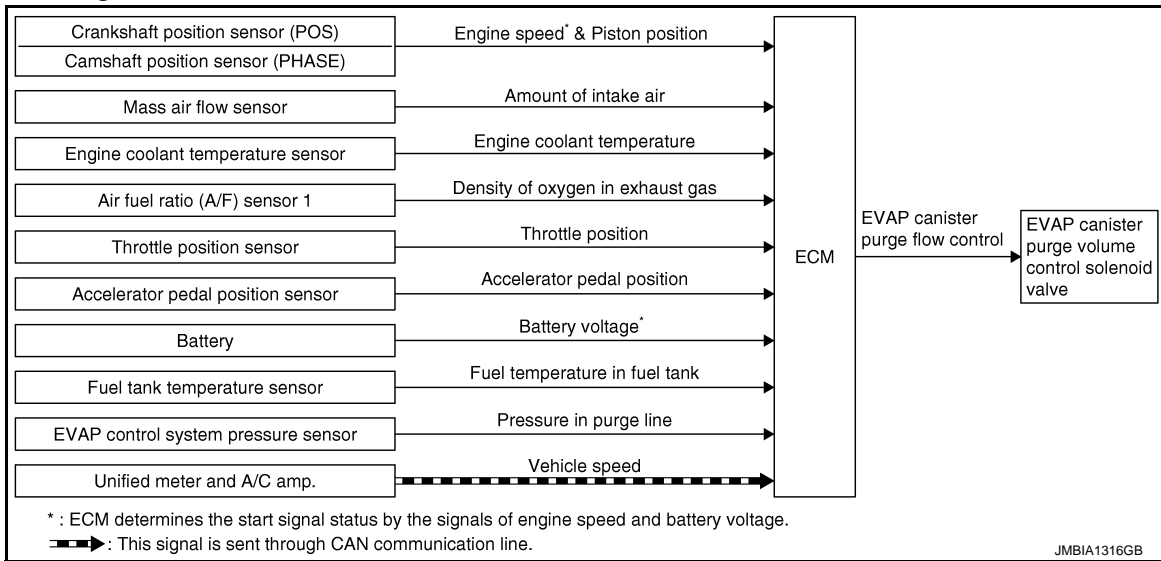 Crankshaft position sensor (POS)
Camshaft position sensor (PHASE)
Engine speed* & Piston position
Mass air flow sensor
Amount of intake air
Engine coolant temperature sensor
Engine coolant temperature
Air fuel ratio (A/F) sensor 1
Density of oxygen in exhaust gas
Throttle position sensor
Throttle position
Accelerator pedal position sensor
Accelerator pedal position
Battery
Battery voltage*
Fuel tank temperature sensor
Fuel temperature in fuel tank
EVAP control system pressure sensor
Pressure in purge line
Unified meter and A/C amp.
Vehicle speed
ECM
EVAP canister
purge flow control
EVAP canister
purge volume
control solenoid
valve
* : ECM determines the start signal status by the signals of engine speed and battery voltage.
: This signal is sent through CAN communication line.
JMBIA1316GB